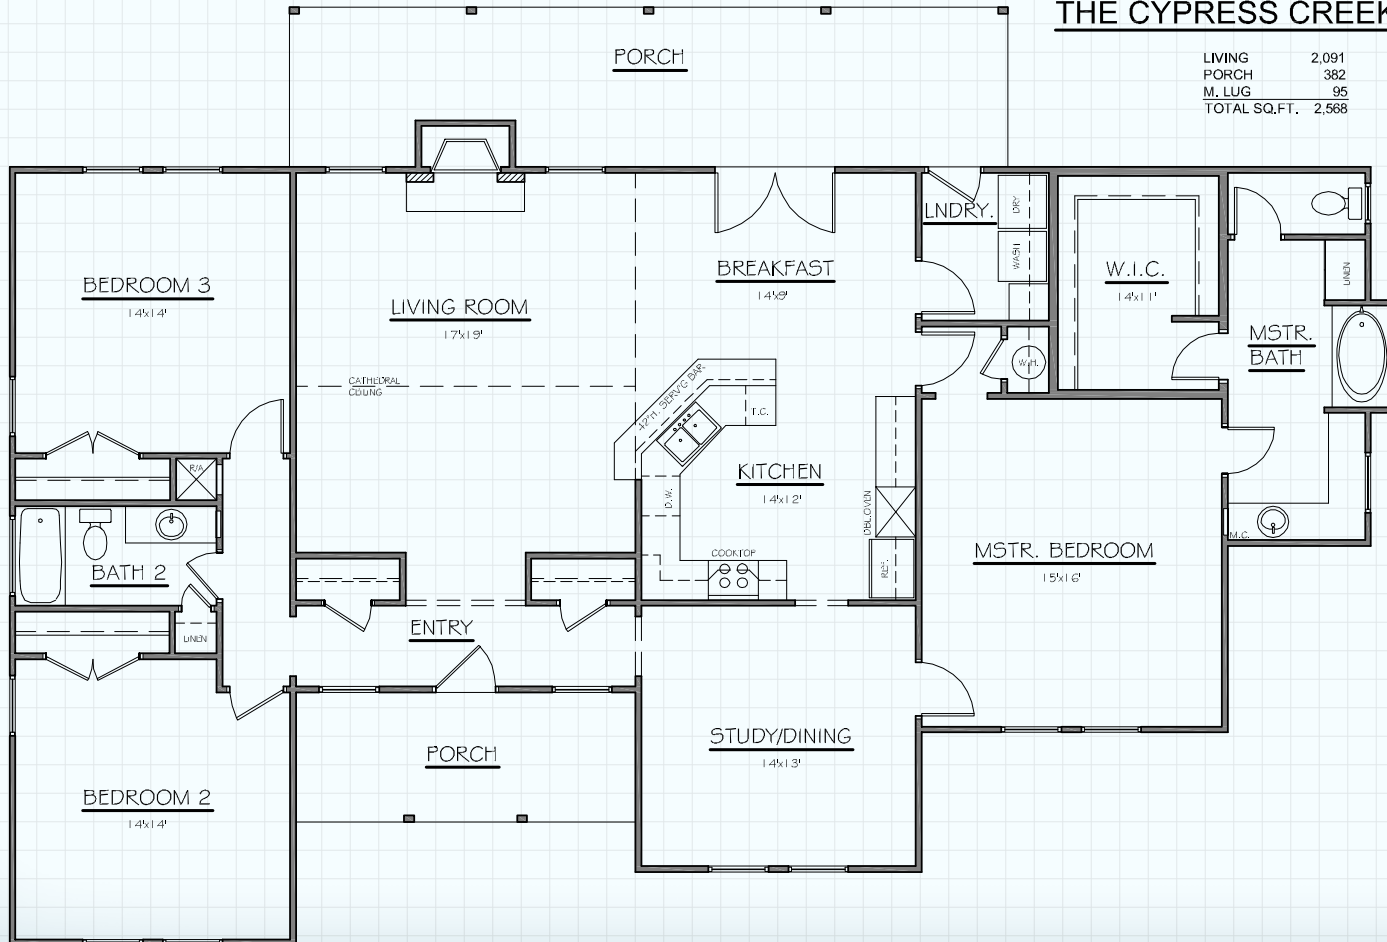 THE CYPRESS CREEK
LIVING 2,091
PORCH 382
M. LUG 95
TOTAL SQ.FT. 2,568
PORCH
LNDRY.
DRY
WASH
BEDROOM 3
14'x14'
LIVING ROOM
17'x19'
BREAKFAST
14'x9'
W.I.C.
14'x11'
LINEN
MSTR.
BATH
CATHEDRAL
W.H.
42"H. SERV'G BAR
T.C.
R/A
KITCHEN
14'x12'
D.W.
DBL.OVEN
COOKTOP
REF.
M.C.
MSTR. BEDROOM
15'x16'
BATH 2
LINEN
ENTRY
STUDY/DINING
14'x13'
PORCH
BEDROOM 2
14'x14'